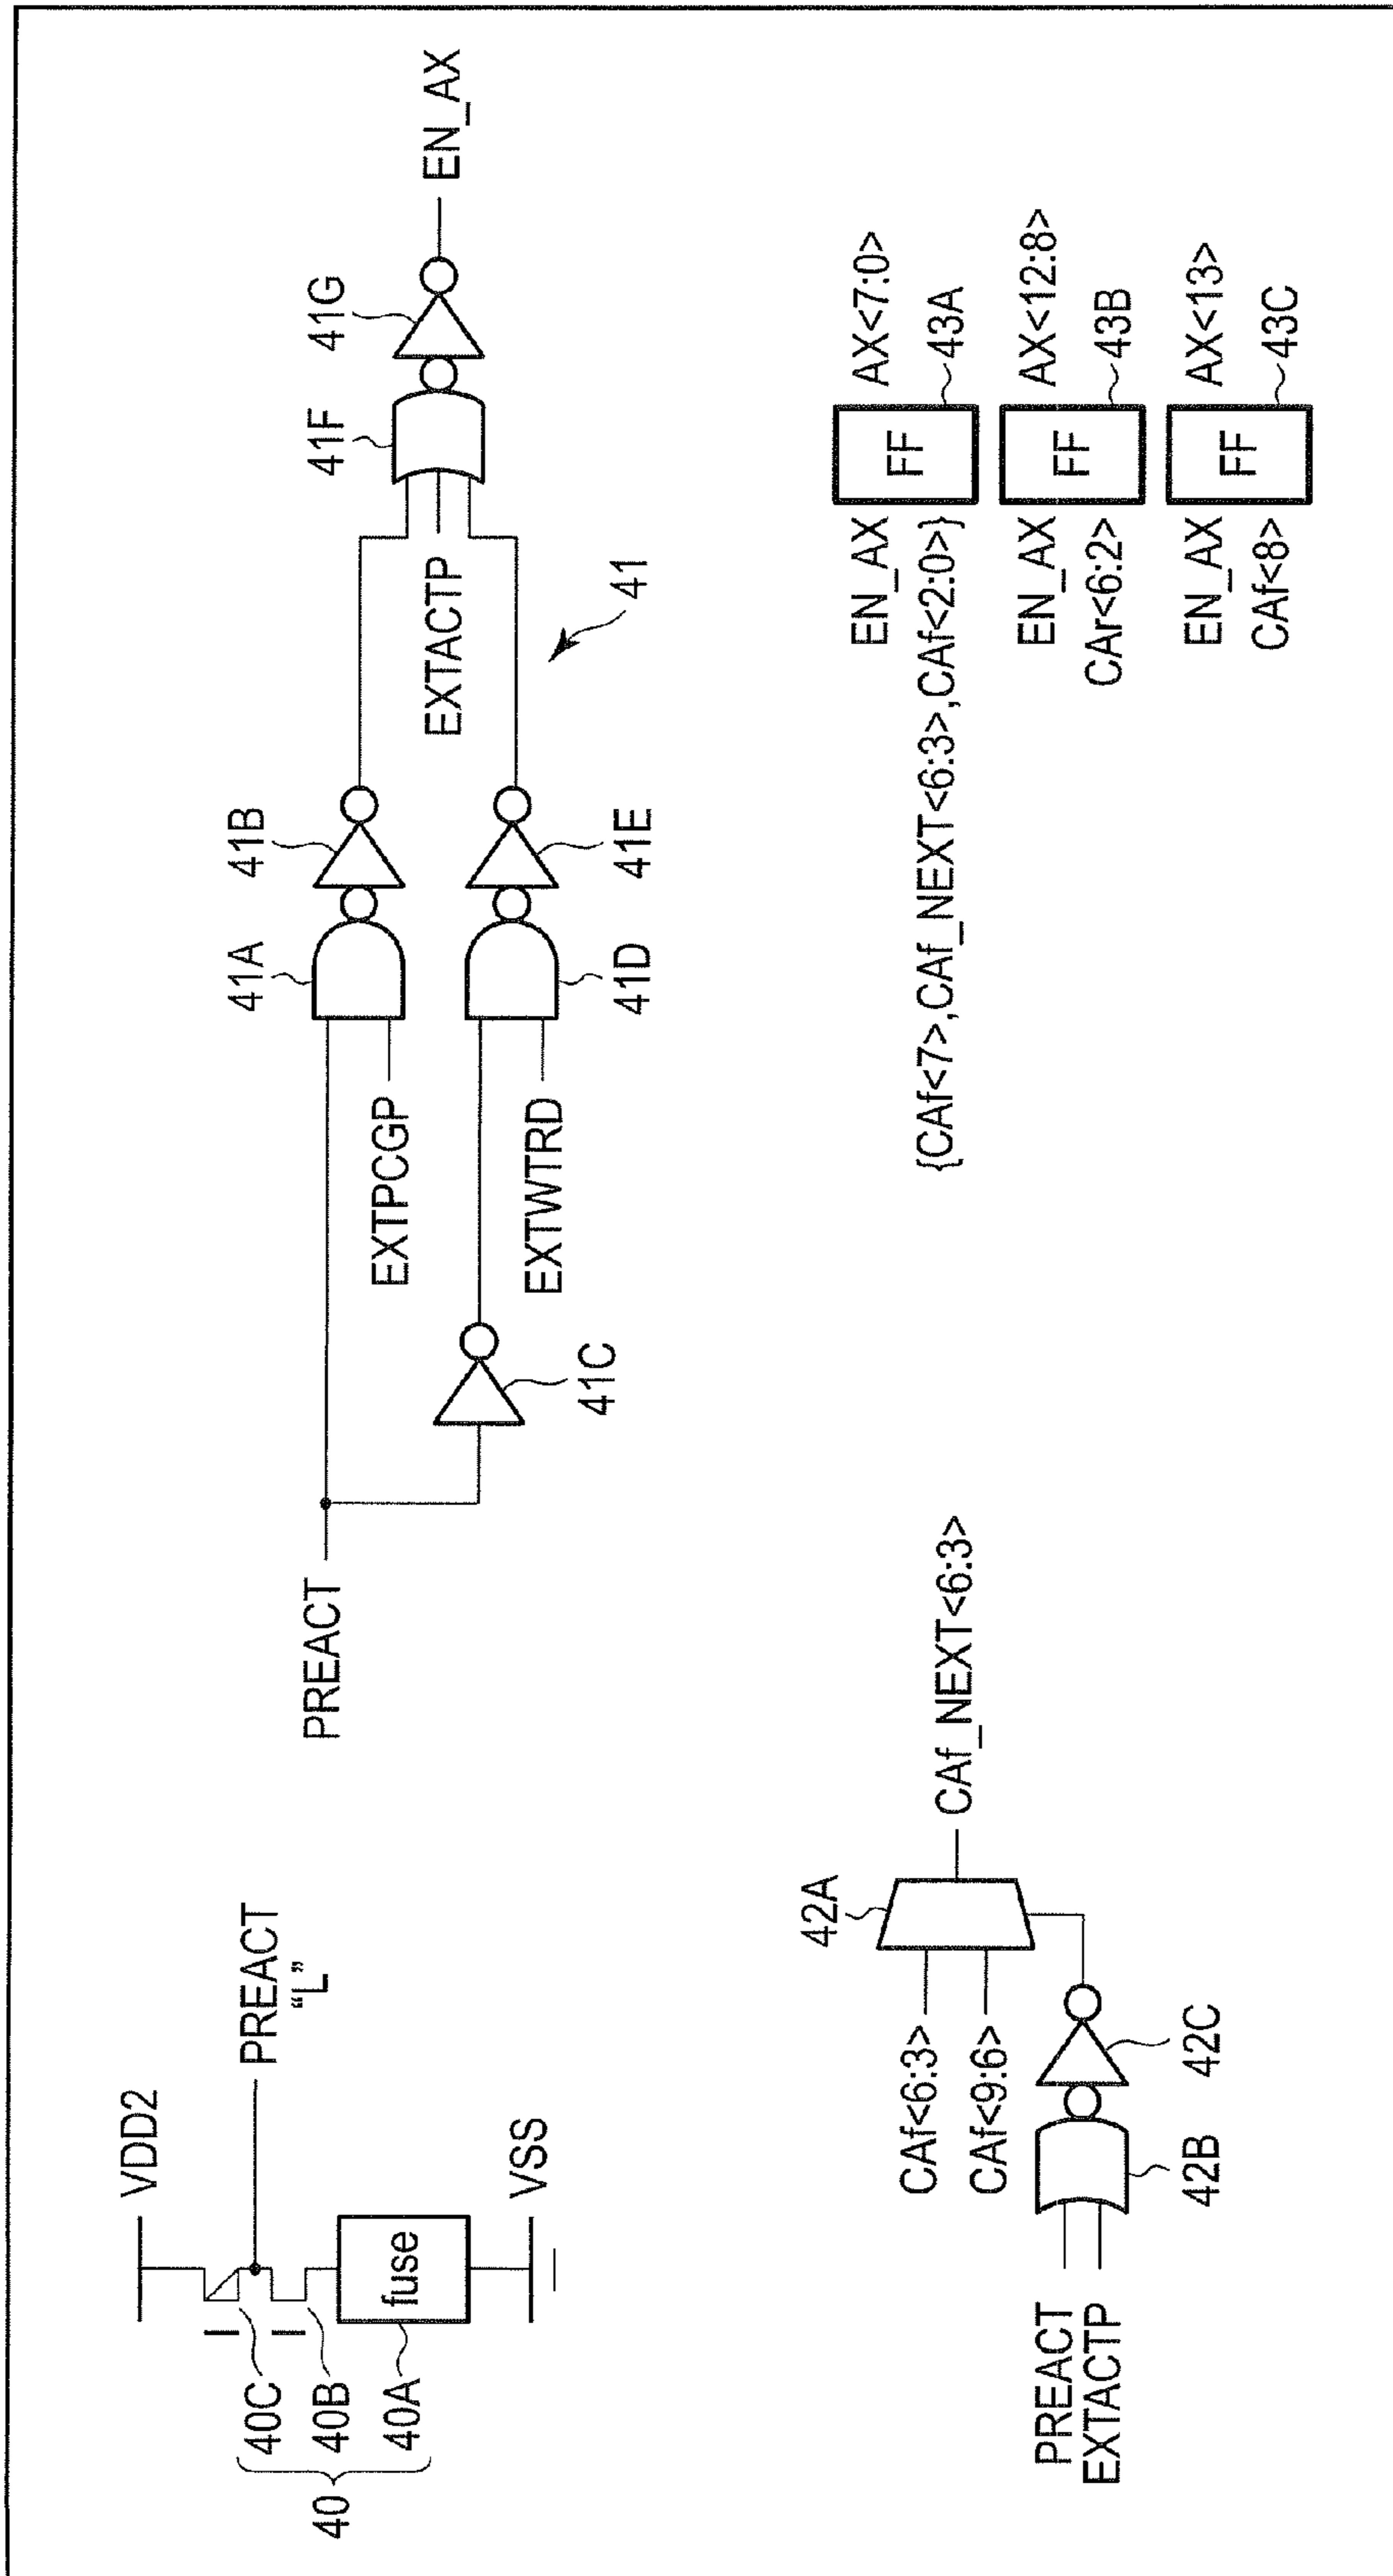 VDD2
PREACT
“L”
40C
40B
40A
40
fuse
VSS
PREACT
41C
EXTPCGP
EXTWTRD
41A
41B
41D
41E
EXTACTP
41F
41G
EN_AX
41
42A
CAf<6:3>
CAf<9:6>
CAf_NEXT<6:3>
PREACT
EXTACTP
42B
42C
EN_AX
{CAf<7>,CAf_NEXT<6:3>,CAf<2:0>}
FF
AX<7:0>
43A
EN_AX
CAr<6:2>
FF
AX<12:8>
43B
EN_AX
CAf<8>
FF
AX<13>
43C